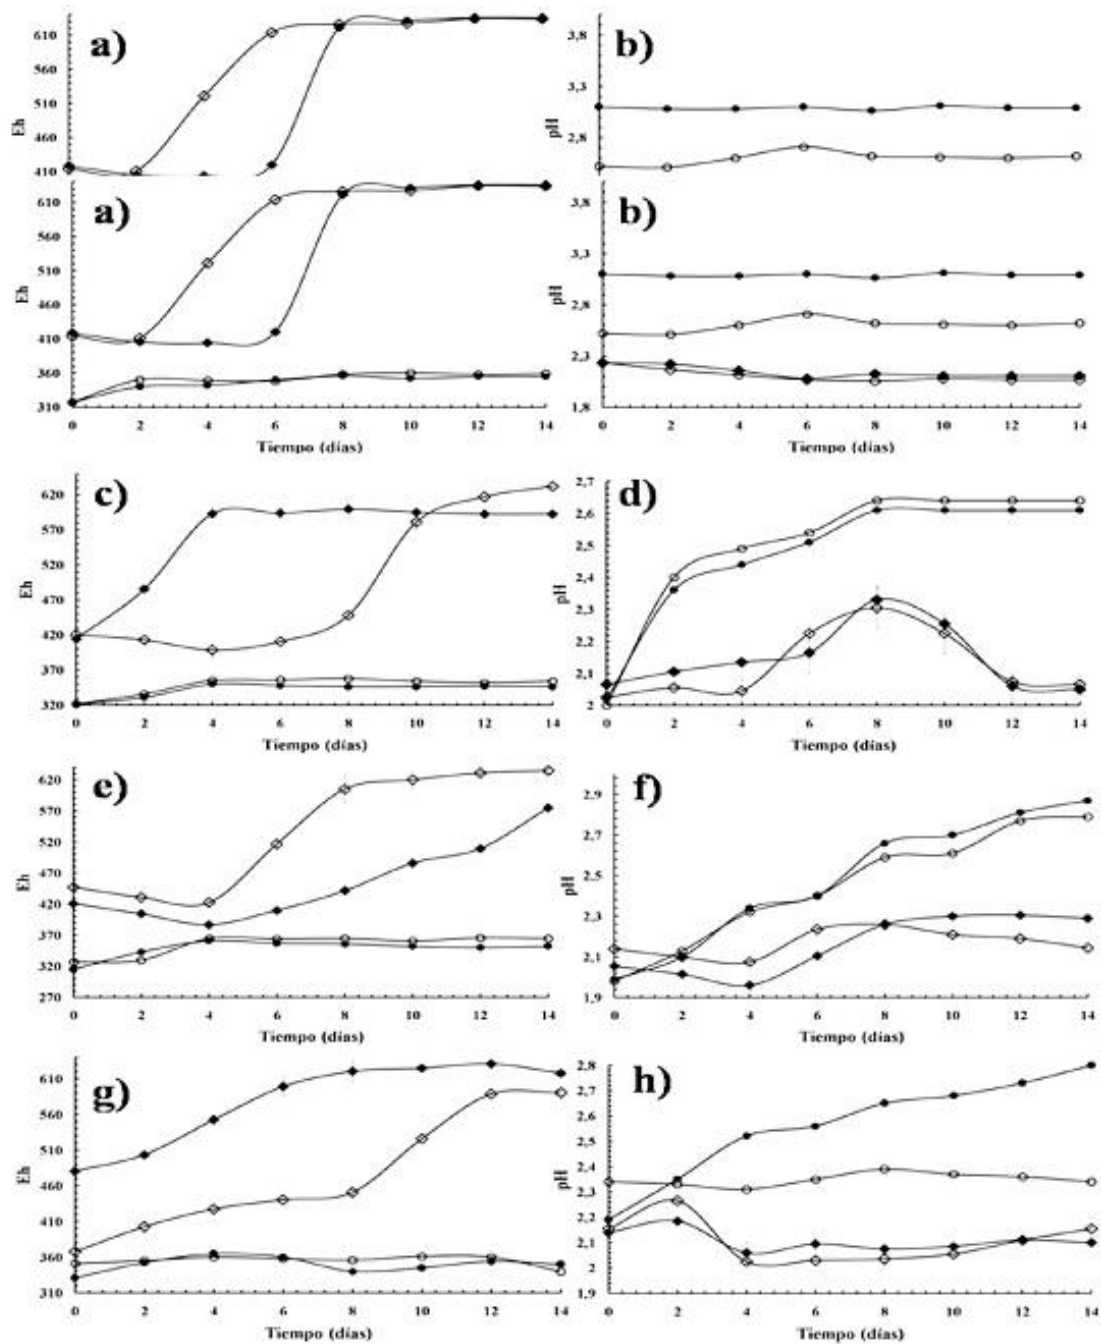 a)
610
560
510
460
410
Eh
b)
3,8
3,3
2,8
pH
a)
610
560
510
460
410
360
310
Eh
0 2 4 6 8 10 12 14
Tiempo (días)
b)
3,8
3,3
2,8
2,3
1,8
pH
0 2 4 6 8 10 12 14
Tiempo (días)
c)
620
570
520
470
420
370
320
Eh
0 2 4 6 8 10 12 14
Tiempo (días)
d)
2,7
2,6
2,5
2,4
2,3
2,2
2,1
2
pH
0 2 4 6 8 10 12 14
Tiempo (días)
e)
620
570
520
470
420
370
320
270
Eh
0 2 4 6 8 10 12 14
Tiempo (días)
f)
2,9
2,7
2,5
2,3
2,1
1,9
pH
0 2 4 6 8 10 12 14
Tiempo (días)
g)
610
560
510
460
410
360
310
Eh
0 2 4 6 8 10 12 14
Tiempo (días)
h)
2,8
2,7
2,6
2,5
2,4
2,3
2,2
2,1
2
1,9
pH
0 2 4 6 8 10 12 14
Tiempo (días)